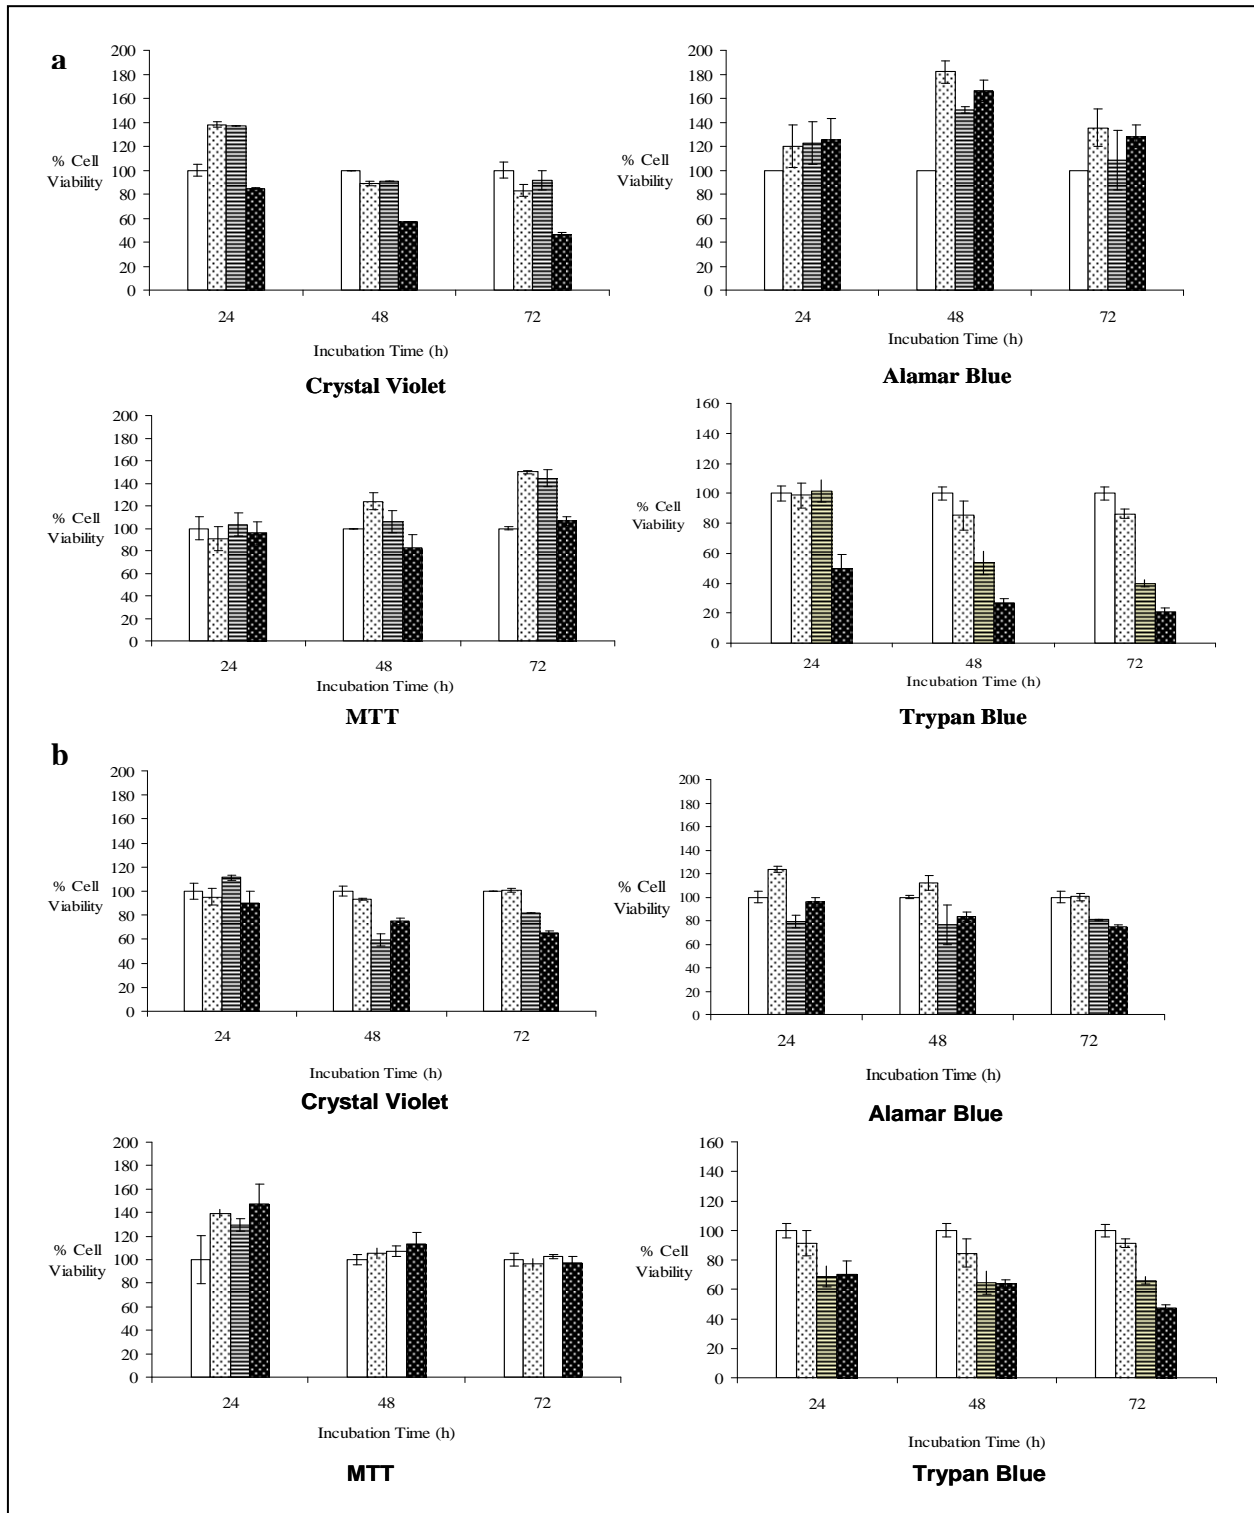 a
200
180
160
140
120
100
80
60
40
20
0
% Cell
Viability
24 48 72
Incubation Time (h)
Crystal Violet
200
180
160
140
120
100
80
60
40
20
0
% Cell
Viability
24 48 72
Incubation Time (h)
Alamar Blue
200
180
160
140
120
100
80
60
40
20
0
% Cell
Viability
24 48 72
Incubation Time (h)
MTT
160
140
120
100
80
60
40
20
0
% Cell
Viability
24 48 72
Incubation Time (h)
Trypan Blue
b
200
180
160
140
120
100
80
60
40
20
0
% Cell
Viability
24 48 72
Incubation Time (h)
Crystal Violet
200
180
160
140
120
100
80
60
40
20
0
% Cell
Viability
24 48 72
Incubation Time (h)
Alamar Blue
200
180
160
140
120
100
80
60
40
20
0
% Cell
Viability
24 48 72
Incubation Time (h)
MTT
160
140
120
100
80
60
40
20
0
% Cell
Viability
24 48 72
Incubation Time (h)
Trypan Blue